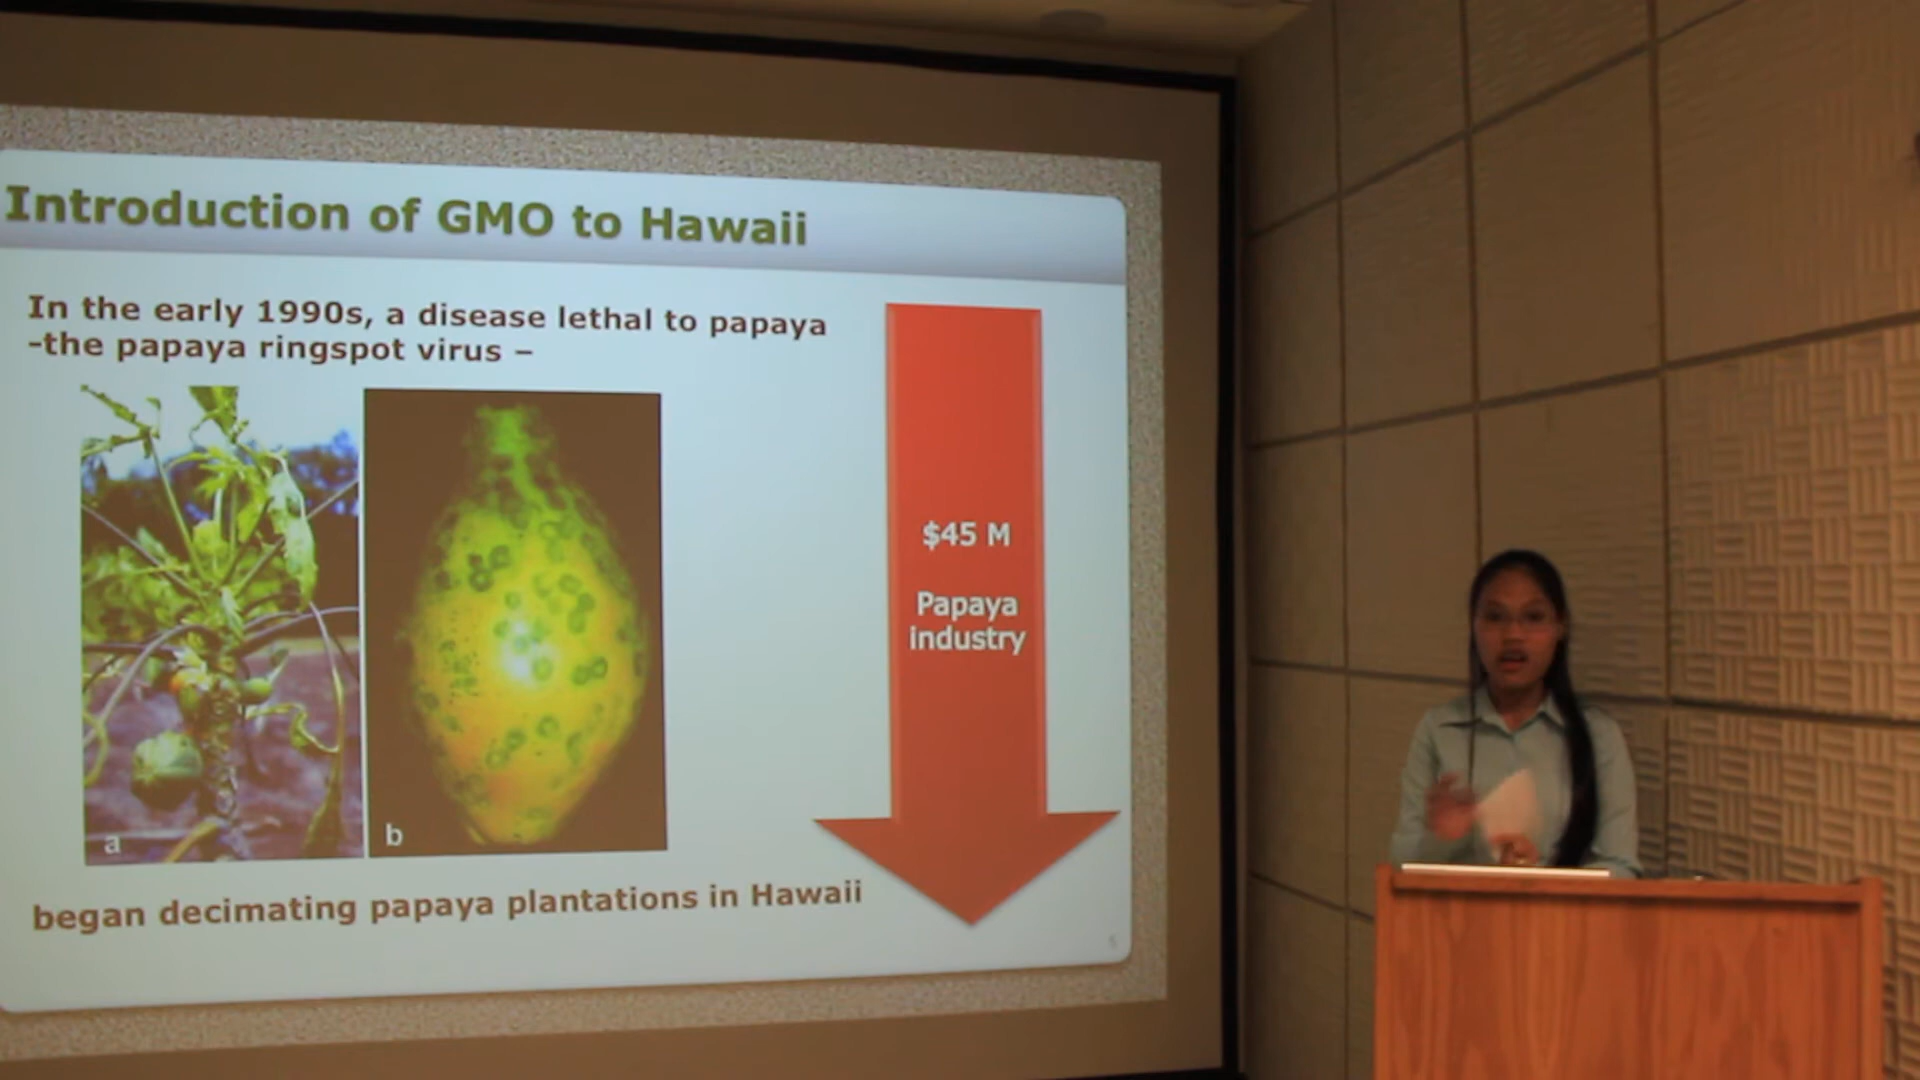 Introduction of GMO to Hawaii
In the early 1990s, a disease lethal to papaya
-the papaya ringspot virus –
a
b
$45 M
Papaya
industry
began decimating papaya plantations in Hawaii